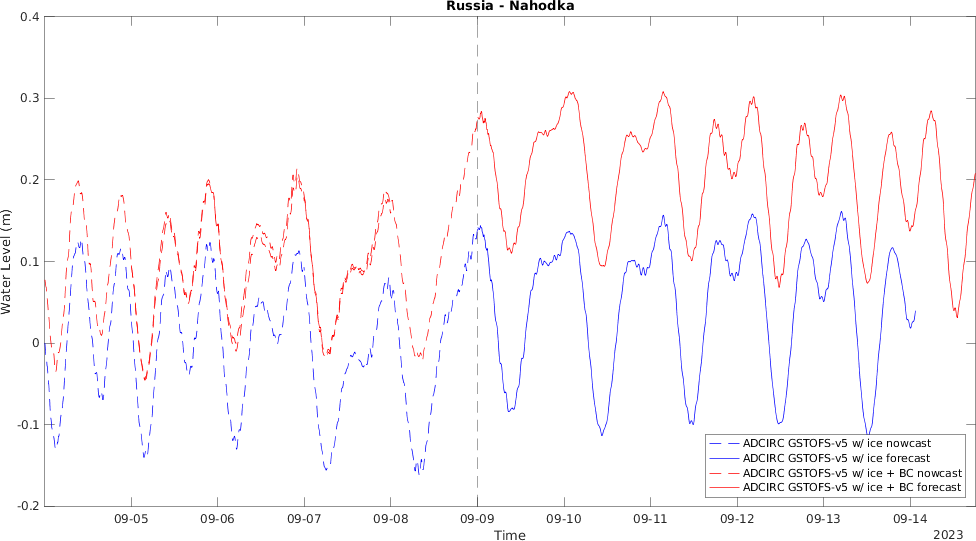 Russia - Nahodka
0.4
0.3
0.2
0.1
0
-0.1
-0.2
Water Level (m)
ADCIRC GSTOFS-v5 w/ ice nowcast
ADCIRC GSTOFS-v5 w/ ice forecast
ADCIRC GSTOFS-v5 w/ ice + BC nowcast
ADCIRC GSTOFS-v5 w/ ice + BC forecast
09-05 09-06 09-07 09-08 09-09 09-10 09-11 09-12 09-13 09-14
Time
2023